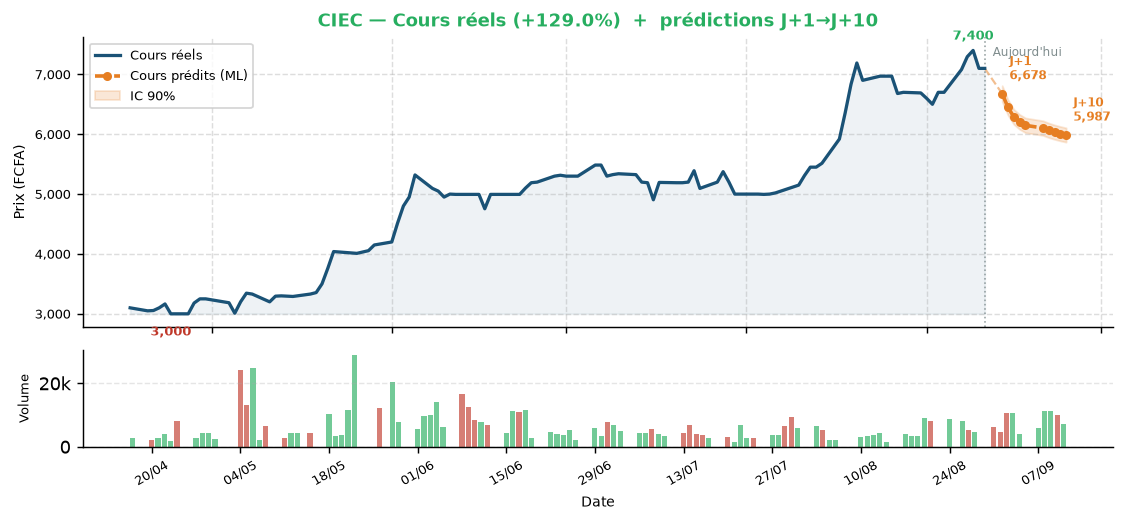 CIEC — Cours réels (+129.0%) + prédictions J+1→J+10
7,400
Aujourd'hui
Cours réels
Cours prédits (ML)
IC 90%
J+1
6,678
J+10
5,987
7,000
6,000
5,000
4,000
3,000
Prix (FCFA)
3,000
20k
0
Volume
20/04
04/05
18/05
01/06
15/06
29/06
13/07
27/07
10/08
24/08
07/09
Date